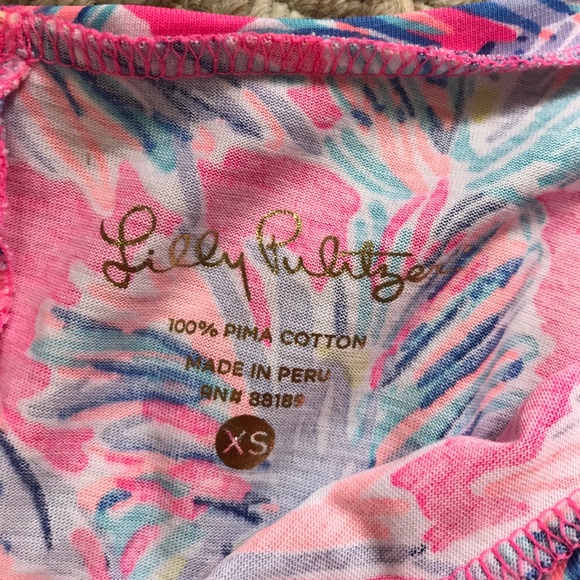 Lilly Pulitzer
100% PIMA COTTON
MADE IN PERU
RN# 88189
XS